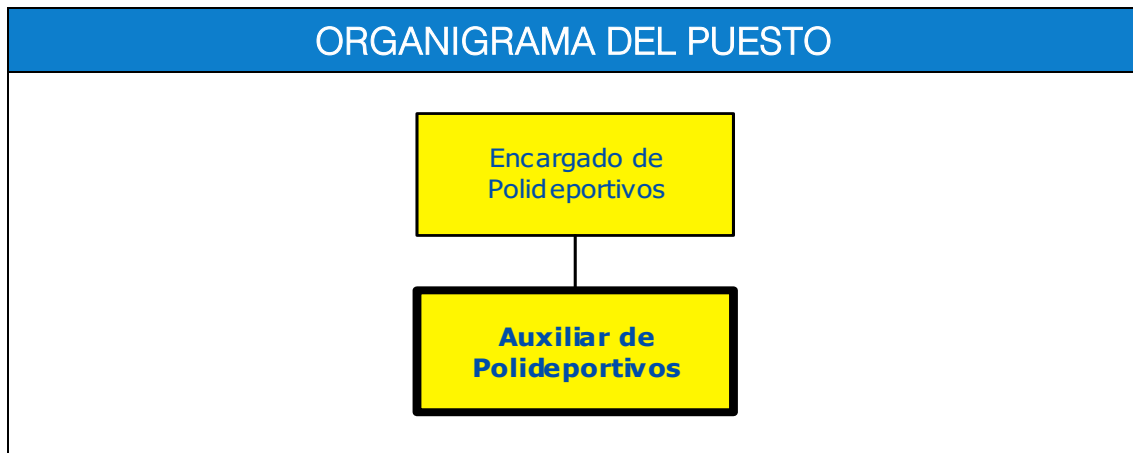 ORGANIGRAMA DEL PUESTO
Encargado de
Polideportivos
Auxiliar de
Polideportivos